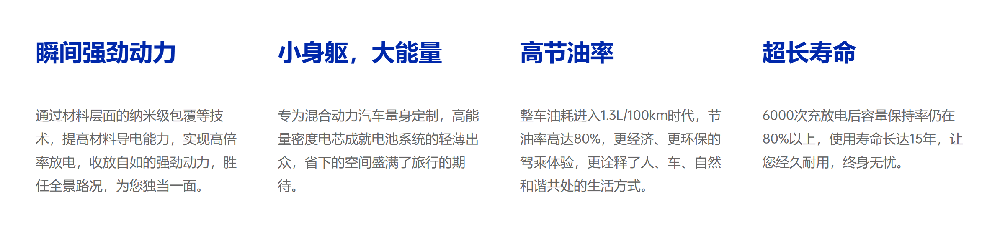 瞬间强劲动力
通过材料层面的纳米级包覆等技
术，提高材料导电能力，实现高倍
率放电，收放自如的强劲动力，胜
任全景路况，为您独当一面。
小身躯，大能量
专为混合动力汽车量身定制，高能
量密度电芯成就电池系统的轻薄出
众，省下的空间盛满了旅行的期
待。
高节油率
整车油耗进入1.3L/100km时代，节
油率高达80%，更经济、更环保的
驾乘体验，更诠释了人、车、自然
和谐共处的生活方式。
超长寿命
6000次充放电后容量保持率仍在
80%以上，使用寿命长达15年，让
您经久耐用，终身无忧。